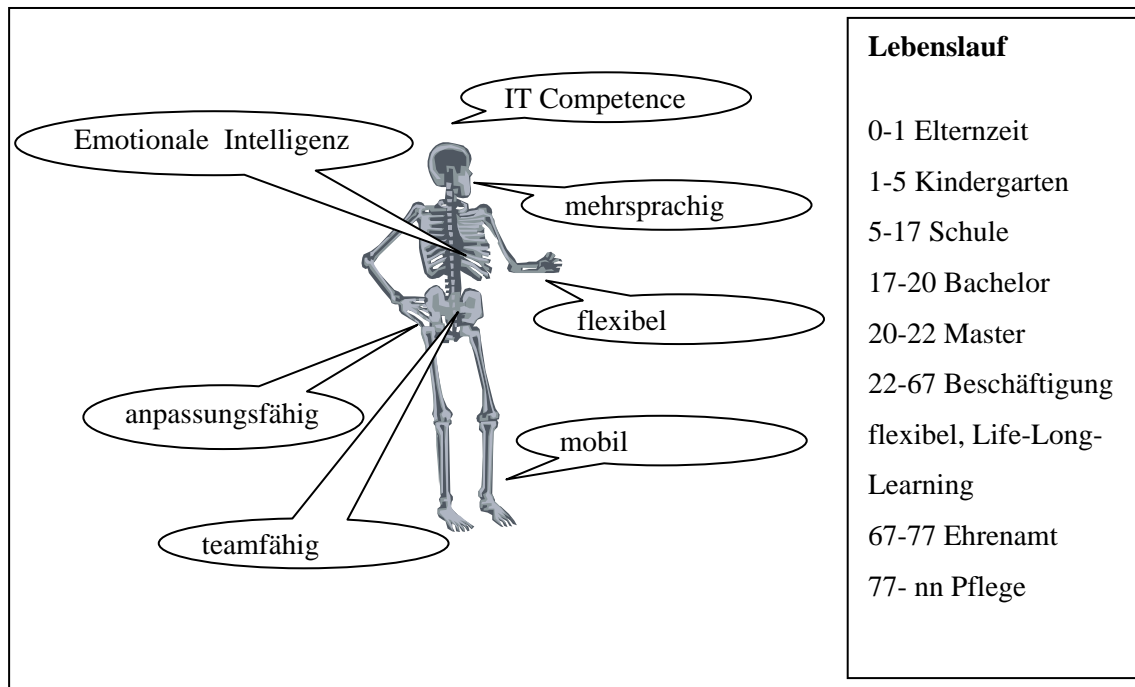 IT Competence
Emotionale Intelligenz
mehrsprachig
flexibel
anpassungsfähig
mobil
teamfähig
Lebenslauf
0-1 Elternzeit
1-5 Kindergarten
5-17 Schule
17-20 Bachelor
20-22 Master
22-67 Beschäftigung
flexibel, Life-Long-
Learning
67-77 Ehrenamt
77- nn Pflege